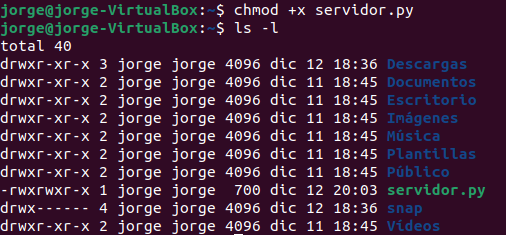 jorge@jorge-VirtualBox:~$ chmod +x servidor.py
jorge@jorge-VirtualBox:~$ ls -l
total 40
drwxr-xr-x 3 jorge jorge 4096 dic 12 18:36 Descargas
drwxr-xr-x 2 jorge jorge 4096 dic 11 18:45 Documentos
drwxr-xr-x 2 jorge jorge 4096 dic 11 18:45 Escritorio
drwxr-xr-x 2 jorge jorge 4096 dic 11 18:45 Imágenes
drwxr-xr-x 2 jorge jorge 4096 dic 11 18:45 Música
drwxr-xr-x 2 jorge jorge 4096 dic 11 18:45 Plantillas
drwxr-xr-x 2 jorge jorge 4096 dic 11 18:45 Público
-rwxrwxr-x 1 jorge jorge  700 dic 12 20:03 servidor.py
drwx------ 4 jorge jorge 4096 dic 12 18:36 snap
drwxr-xr-x 2 jorge jorge 4096 dic 11 18:45 Vídeos